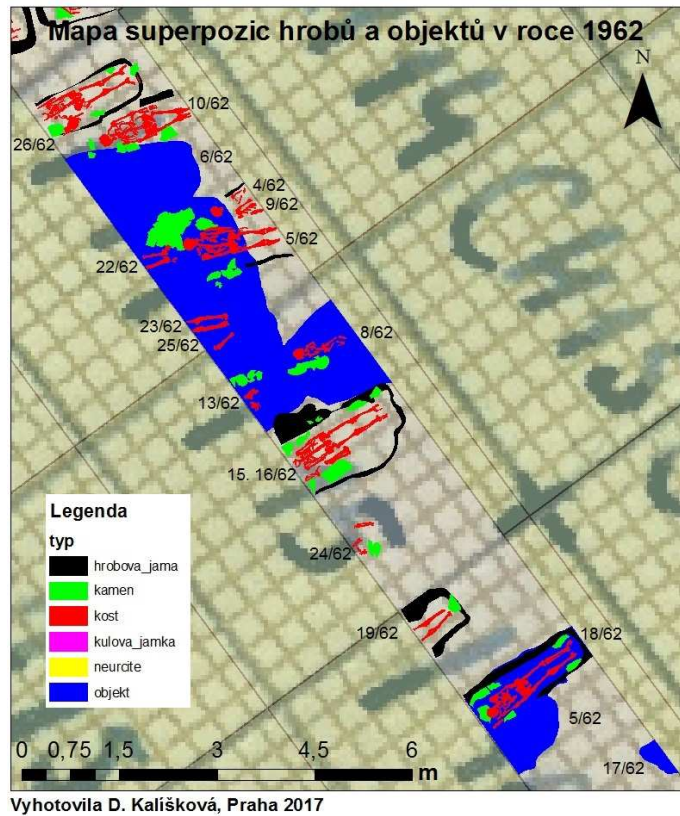 Mapa superpozic hrobů a objektů v roce 1962
N
10/62
26/62
6/62
4/62
9/62
5/62
22/62
23/62
25/62
8/62
13/62
15. 16/62
24/62
19/62
18/62
5/62
17/62
Legenda
typ
hrobova_jama
kamen
kost
kulova_jamka
neurcite
objekt
0 0,75 1,5 3 4,5 6
m
Vyhotovila D. Kalíšková, Praha 2017